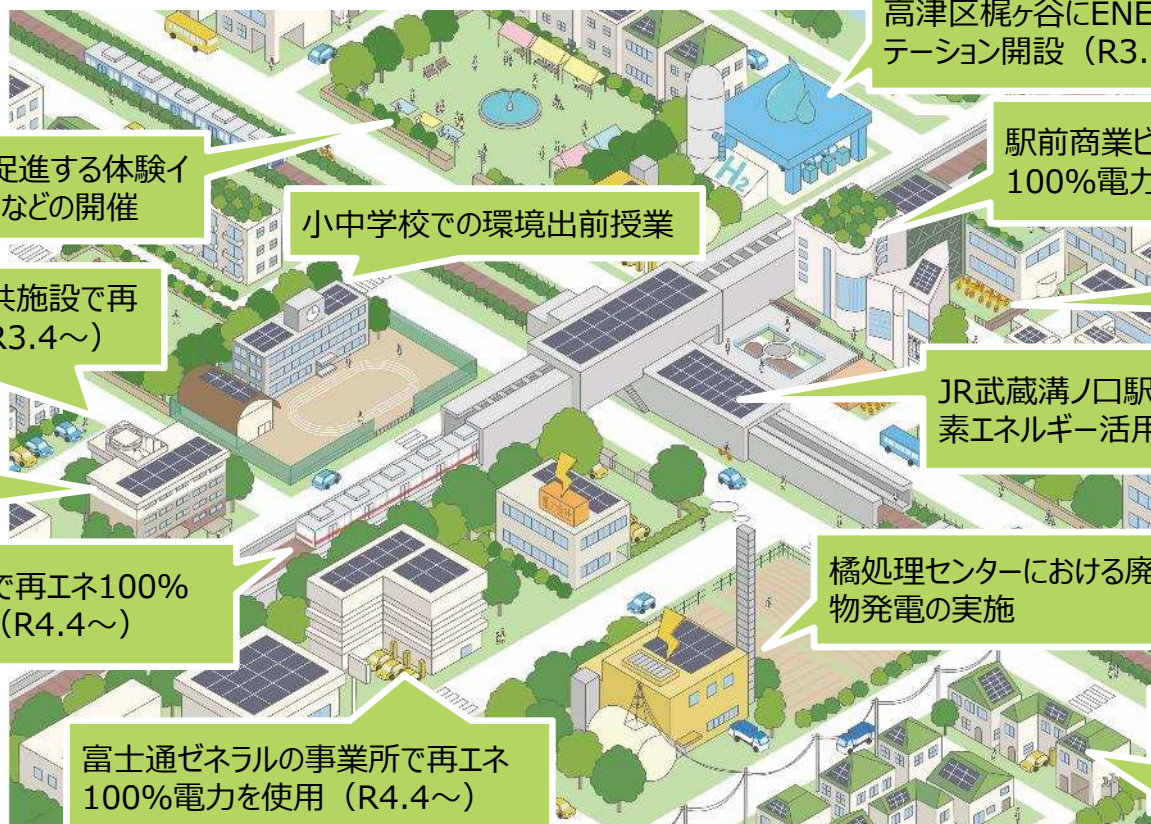 高津区梶ヶ谷にENE
テーション開設（R3.
駅前商業ビ
100%電力
足進する体験イ
などの開催
小中学校での環境出前授業
H2
共施設で再
R3.4～）
JR武蔵溝ノ口駅
素エネルギー活用
で再エネ100%
（R4.4～）
橘処理センターにおける廃
物発電の実施
富士通ゼネラルの事業所で再エネ
100%電力を使用（R4.4～）